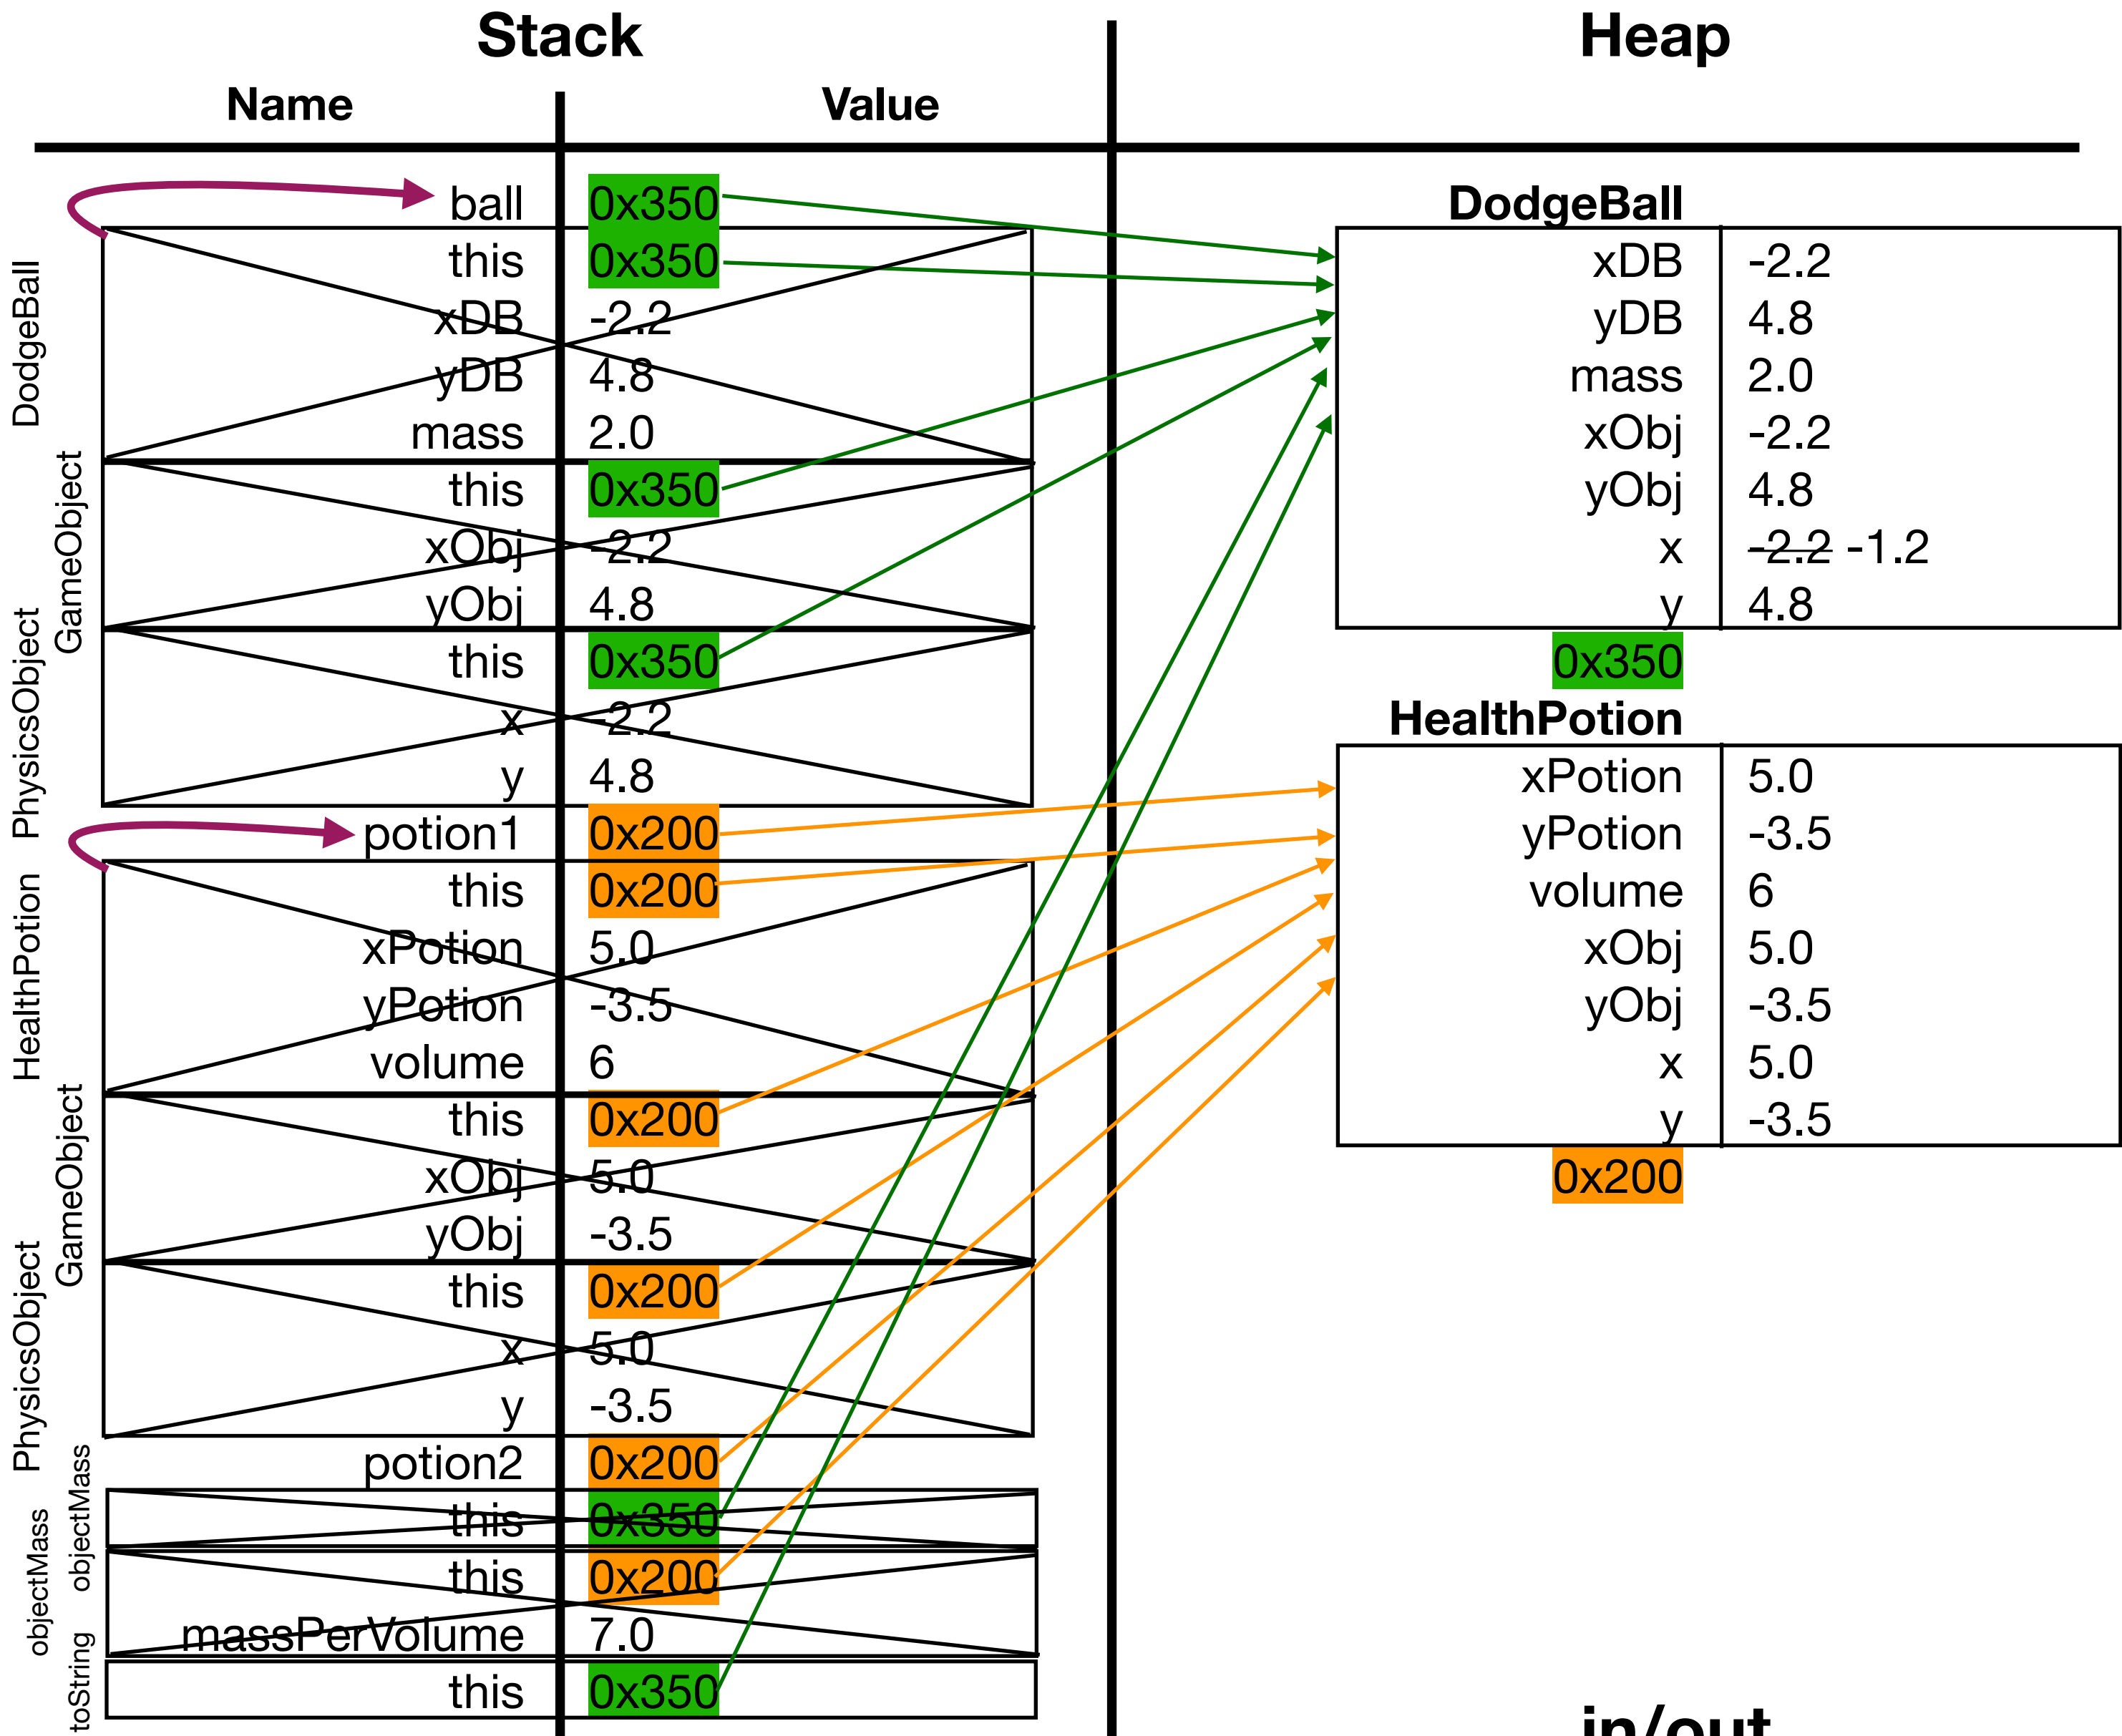 Stack Heap
Name Value
ball 0x350
DodgeBall
this 0x350
xDB -2.2
yDB 4.8
mass 2.0
GameObject
this 0x350
xObj -2.2
yObj 4.8
PhysicsObject
this 0x350
x -2.2
y 4.8
potion1 0x200
HealthPotion
this 0x200
xPotion 5.0
yPotion -3.5
volume 6
GameObject
this 0x200
xObj 5.0
yObj -3.5
PhysicsObject
this 0x200
x 5.0
y -3.5
potion2 0x200
objectMass
this 0x350
objectMass
this 0x200
massPerVolume 7.0
toString
this 0x350
DodgeBall
xDB -2.2
yDB 4.8
mass 2.0
xObj -2.2
yObj 4.8
x -2.2 -1.2
y 4.8
0x350
HealthPotion
xPotion 5.0
yPotion -3.5
volume 6
xObj 5.0
yObj -3.5
x 5.0
y -3.5
0x200
in/out